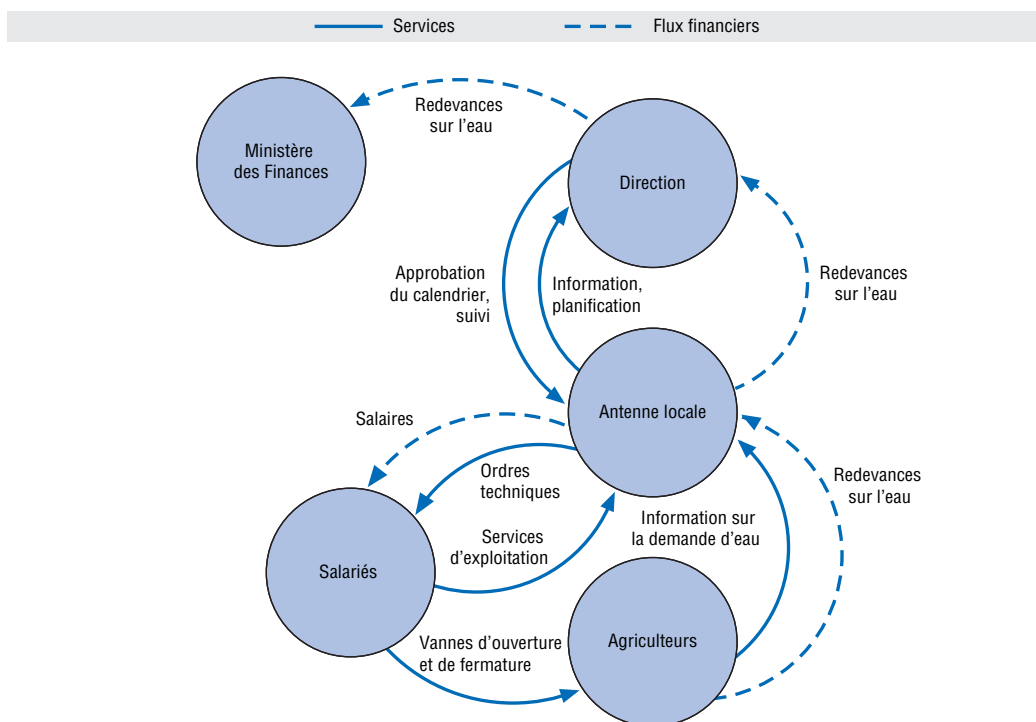 Services
Flux financiers
Redevances
sur l'eau
Ministère
des Finances
Direction
Approbation
du calendrier,
suivi
Information,
planification
Redevances
sur l'eau
Antenne locale
Salaires
Ordres
techniques
Redevances
sur l'eau
Services
d'exploitation
Information sur
la demande d'eau
Salariés
Vannes d'ouverture
et de fermature
Agriculteurs